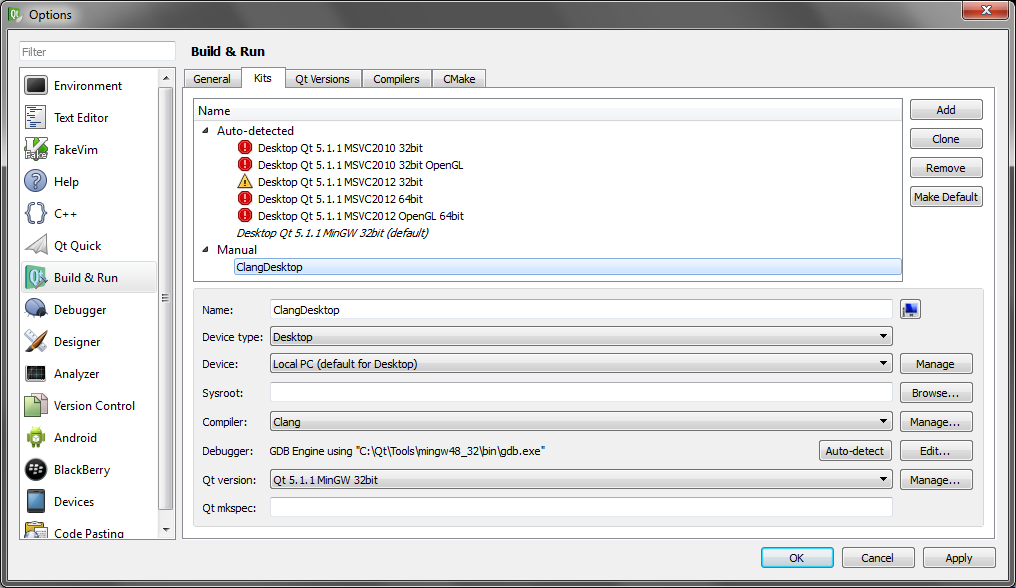 Options
Filter
Environment
Text Editor
FakeVim
Help
C++
Qt Quick
Build & Run
Debugger
Designer
Analyzer
Version Control
Android
BlackBerry
Devices
Code Pasting
Build & Run
General Kits Qt Versions Compilers CMake
Name
Auto-detected
Desktop Qt 5.1.1 MSVC2010 32bit
Desktop Qt 5.1.1 MSVC2010 32bit OpenGL
Desktop Qt 5.1.1 MSVC2012 32bit
Desktop Qt 5.1.1 MSVC2012 64bit
Desktop Qt 5.1.1 MSVC2012 OpenGL 64bit
Desktop Qt 5.1.1 MinGW 32bit (default)
Manual
ClangDesktop
Add
Clone
Remove
Make Default
Name: ClangDesktop
Device type: Desktop
Device: Local PC (default for Desktop) Manage
Sysroot: Browse...
Compiler: Clang Manage...
Debugger: GDB Engine using "C:\Qt\Tools\mingw48_32\bin\gdb.exe" Auto-detect Edit...
Qt version: Qt 5.1.1 MinGW 32bit Manage...
Qt mkspec:
OK Cancel Apply